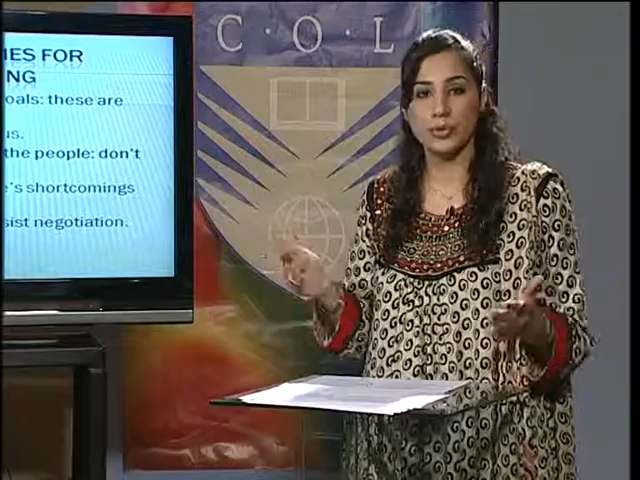 C.O.L
IES FOR
NG
oals: these are
us.
the people: don't
e's shortcomings
sist negotiation.